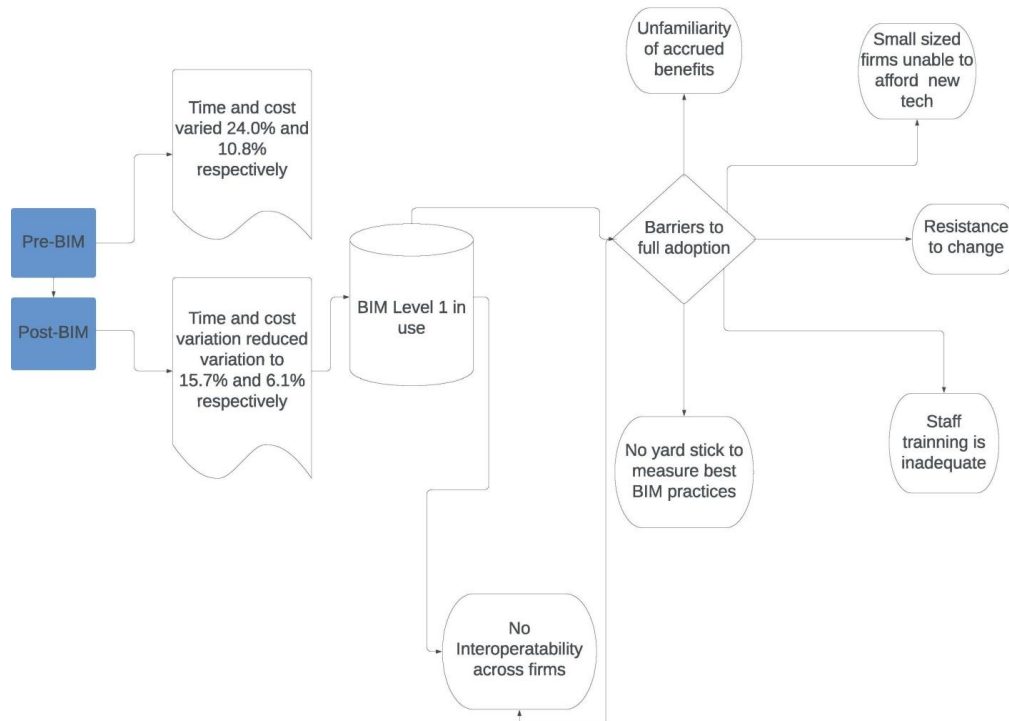 Pre-BIM
Post-BIM
Time and cost
varied 24.0% and
10.8%
respectively
Time and cost
variation reduced
variation to
15.7% and 6.1%
respectively
BIM Level 1 in
use
No
Interoperatability
across firms
Barriers to
full adoption
Unfamiliarity
of accrued
benefits
Small sized
firms unable to
afford new
tech
Resistance
to change
Staff
trainning is
inadequate
No yard stick to
measure best
BIM practices